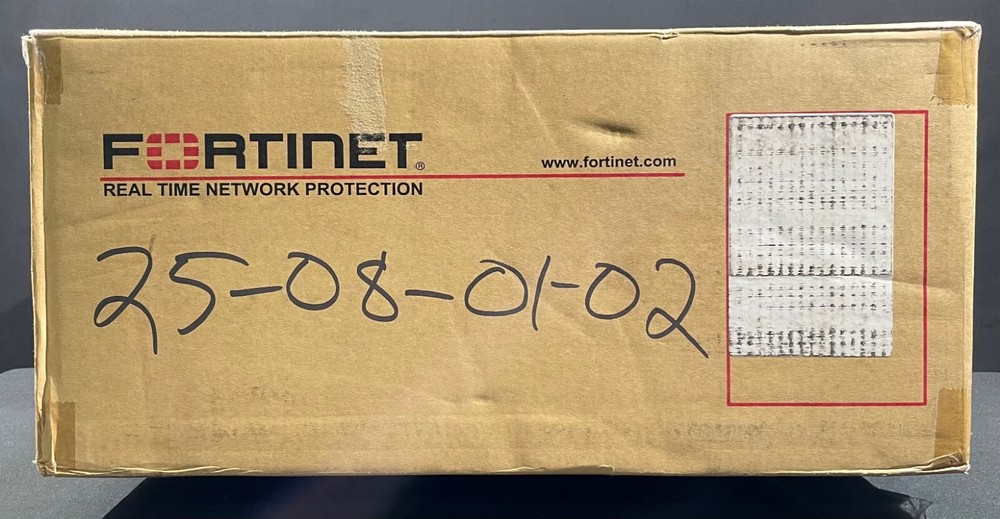 FORTINET®
www.fortinet.com
REAL TIME NETWORK PROTECTION
25-08-01-02